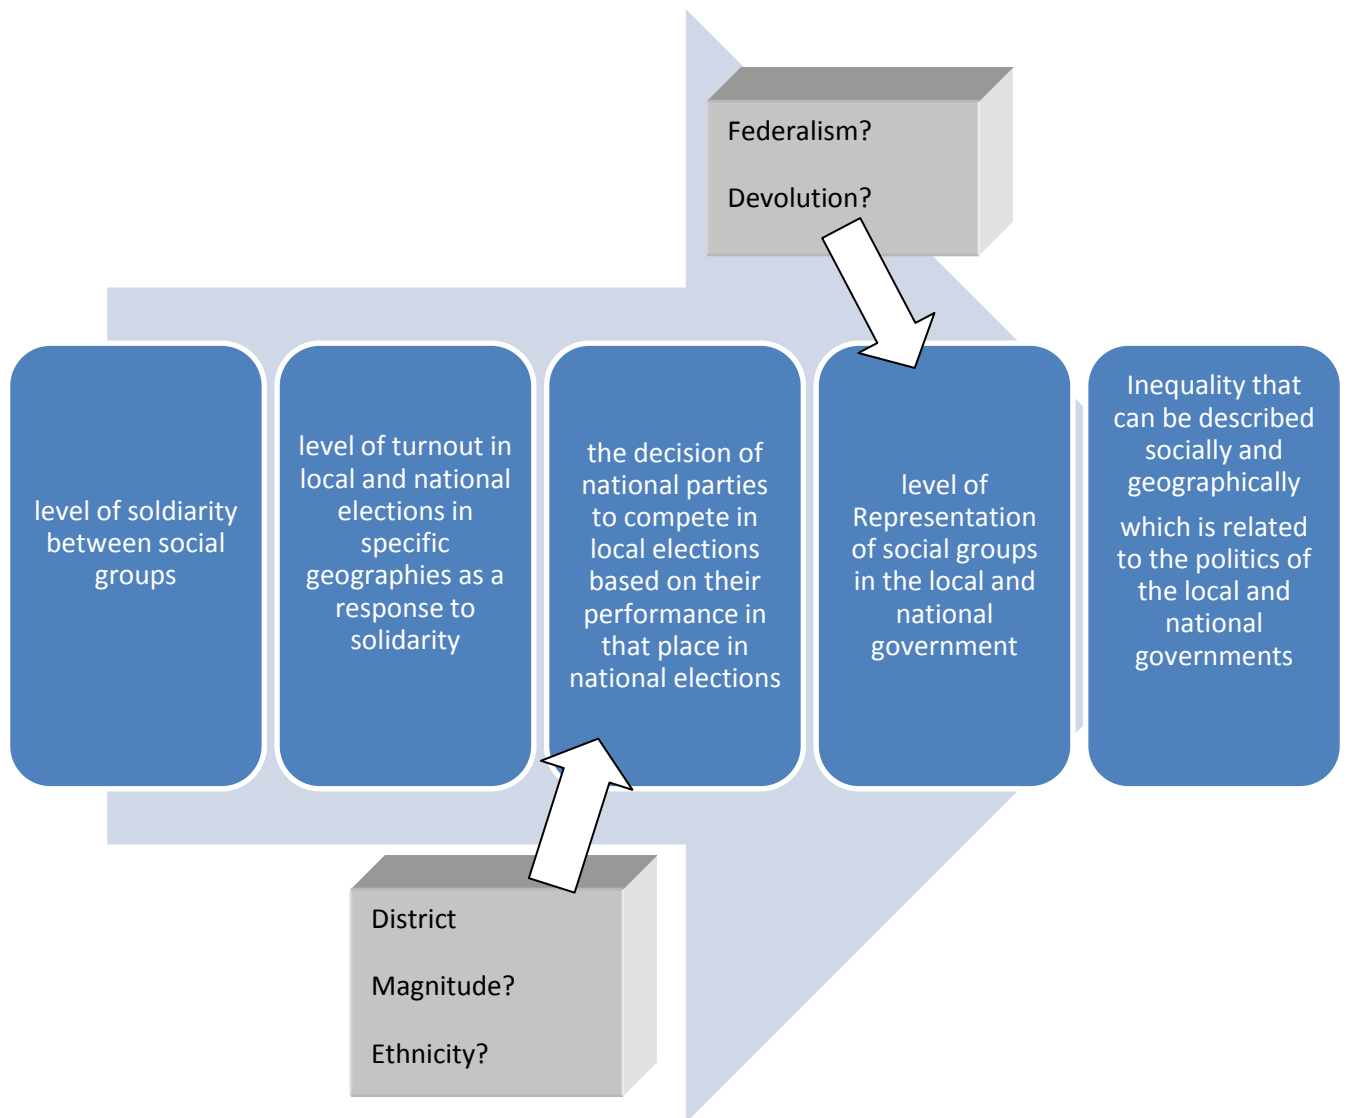 Federalism?
Devolution?
level of soldiarity
between social
groups
level of turnout in
local and national
elections in
specific
geographies as a
response to
solidarity
the decision of
national parties
to compete in
local elections
based on their
performance in
that place in
national elections
level of
Representation
of social groups
in the local and
national
government
Inequality that
can be described
socially and
geographically
which is related
to the politics of
the local and
national
governments
District
Magnitude?
Ethnicity?